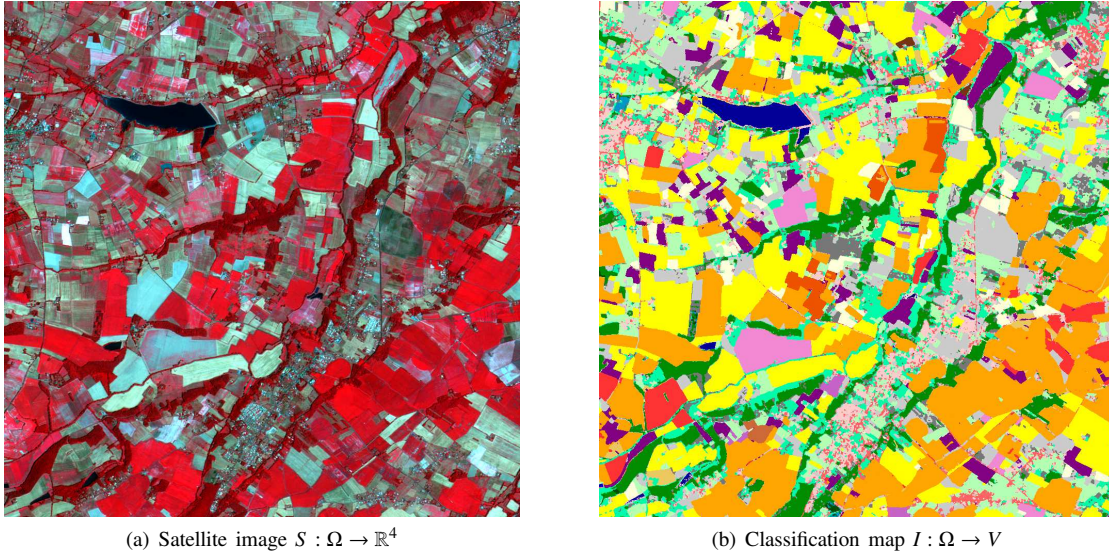 (a) Satellite image S : Ω → ℝ⁴
(b) Classification map I : Ω → V